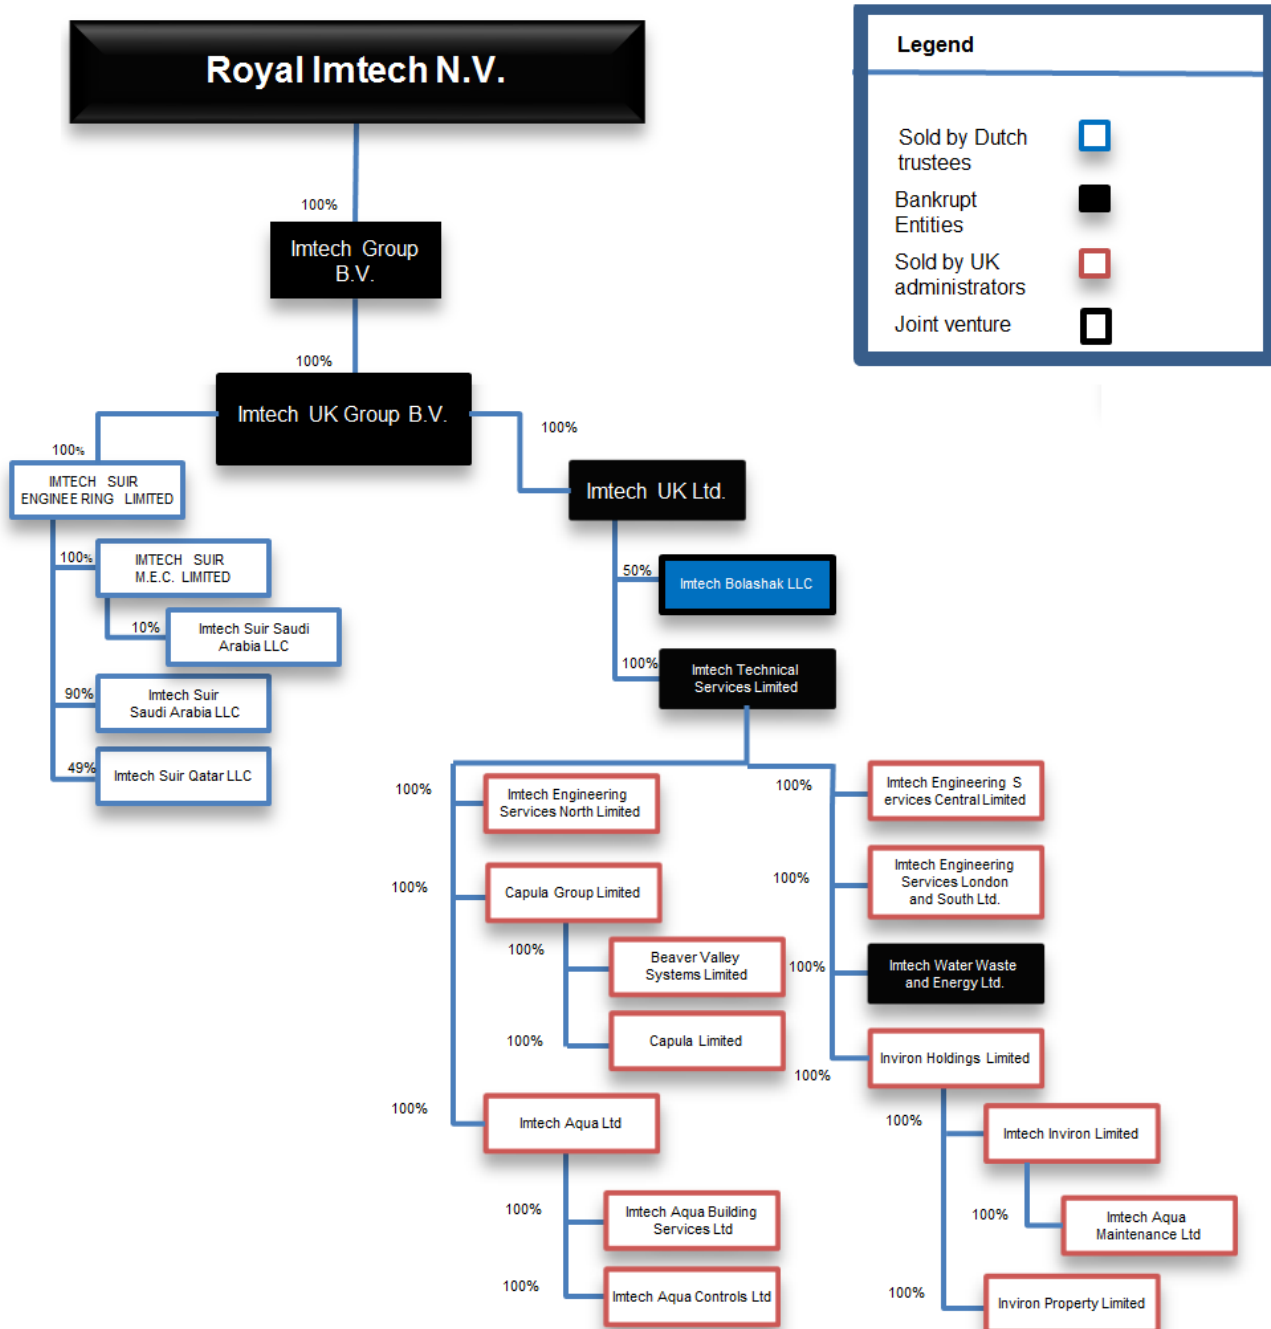 Royal Imtech N.V.
Legend
Sold by Dutch
trustees
Bankrupt
Entities
Sold by UK
administrators
Joint venture
100%
Imtech Group
B.V.
100%
Imtech UK Group B.V.
100%
100%
IMTECH SUIR
ENGINEE RING LIMITED
Imtech UK Ltd.
100%
IMTECH SUIR
M.E.C. LIMITED
50%
Imtech Bolashak LLC
10%
Imtech Suir Saudi
Arabia LLC
100%
Imtech Technical
Services Limited
90%
Imtech Suir
Saudi Arabia LLC
49%
Imtech Suir Qatar LLC
100%
Imtech Engineering
Services North Limited
100%
Imtech Engineering S
ervices Central Limited
100%
Capula Group Limited
100%
Imtech Engineering
Services London
and South Ltd.
100%
Beaver Valley
Systems Limited
100%
Imtech Water Waste
and Energy Ltd.
100%
Capula Limited
100%
Inviron Holdings Limited
100%
Imtech Aqua Ltd
100%
Imtech Inviron Limited
100%
Imtech Aqua Building
Services Ltd
100%
Imtech Aqua
Maintenance Ltd
100%
Imtech Aqua Controls Ltd
100%
Inviron Property Limited